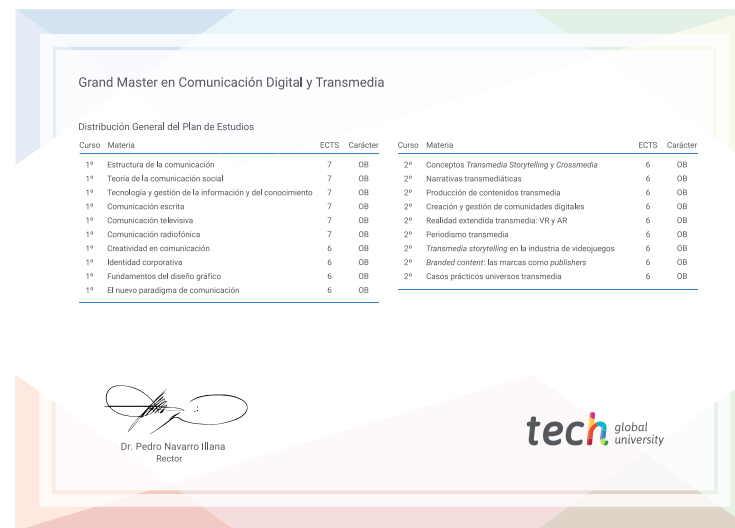 Grand Master en Comunicación Digital y Transmedia
Distribución General del Plan de Estudios
Curso Materia ECTS Carácter
1º Estructura de la comunicación 7 OB
1º Teoría de la comunicación social 7 OB
1º Tecnología y gestión de la información y del conocimiento 7 OB
1º Comunicación escrita 7 OB
1º Comunicación televisiva 7 OB
1º Comunicación radiofónica 7 OB
1º Creatividad en comunicación 6 OB
1º Identidad corporativa 6 OB
1º Fundamentos del diseño gráfico 6 OB
1º El nuevo paradigma de comunicación 6 OB
Curso Materia ECTS Carácter
2º Conceptos Transmedia Storytelling y Crossmedia 6 OB
2º Narrativas transmediáticas 6 OB
2º Producción de contenidos transmedia 6 OB
2º Creación y gestión de comunidades digitales 6 OB
2º Realidad extendida transmedia: VR y AR 6 OB
2º Periodismo transmedia 6 OB
2º Transmedia storytelling en la industria de videojuegos 6 OB
2º Branded content: las marcas como publishers 6 OB
2º Casos prácticos universos transmedia 6 OB
Dr. Pedro Navarro Illana
Rector
tech global university